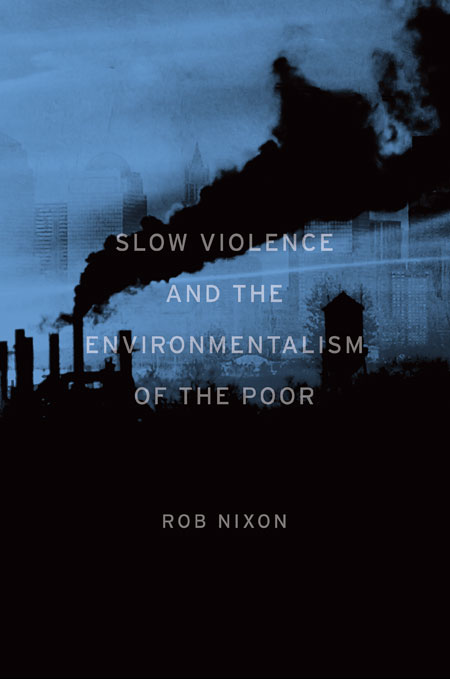 SLOW VIOLENCE
AND THE
ENVIRONMENTALISM
OF THE POOR
ROB NIXON